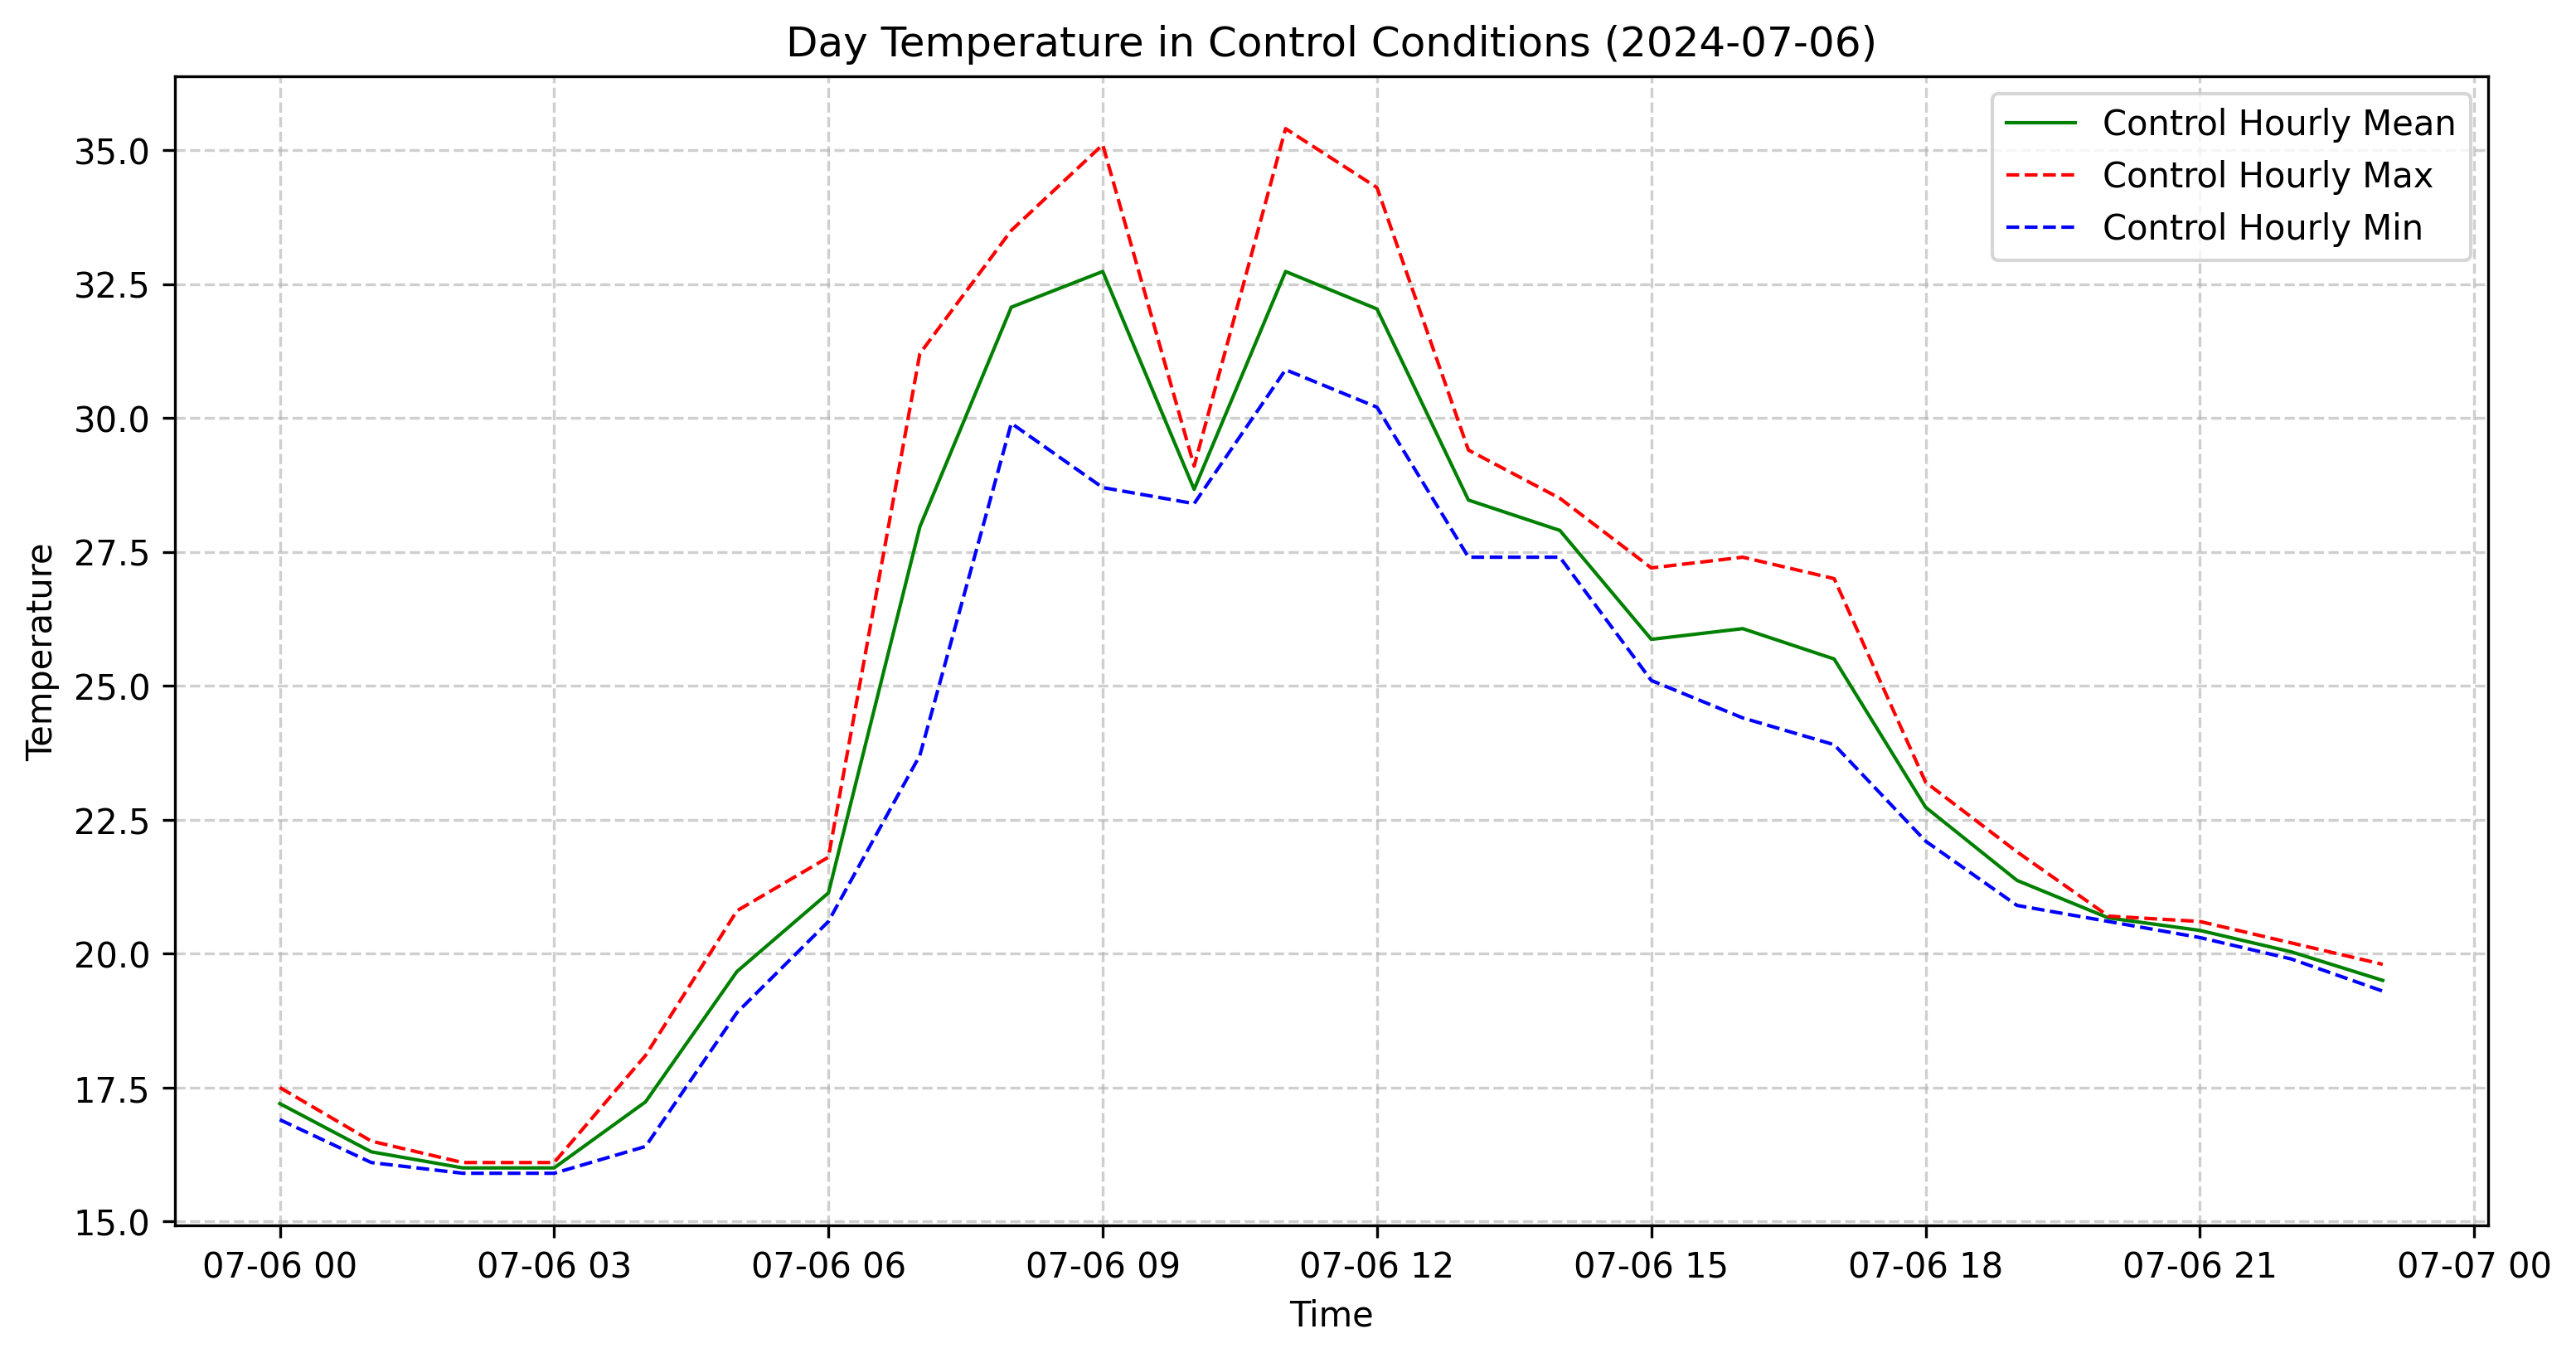 Day Temperature in Control Conditions (2024-07-06)
Control Hourly Mean
Control Hourly Max
Control Hourly Min
Temperature
35.0
32.5
30.0
27.5
25.0
22.5
20.0
17.5
15.0
07-06 00 07-06 03 07-06 06 07-06 09 07-06 12 07-06 15 07-06 18 07-06 21 07-07 00
Time